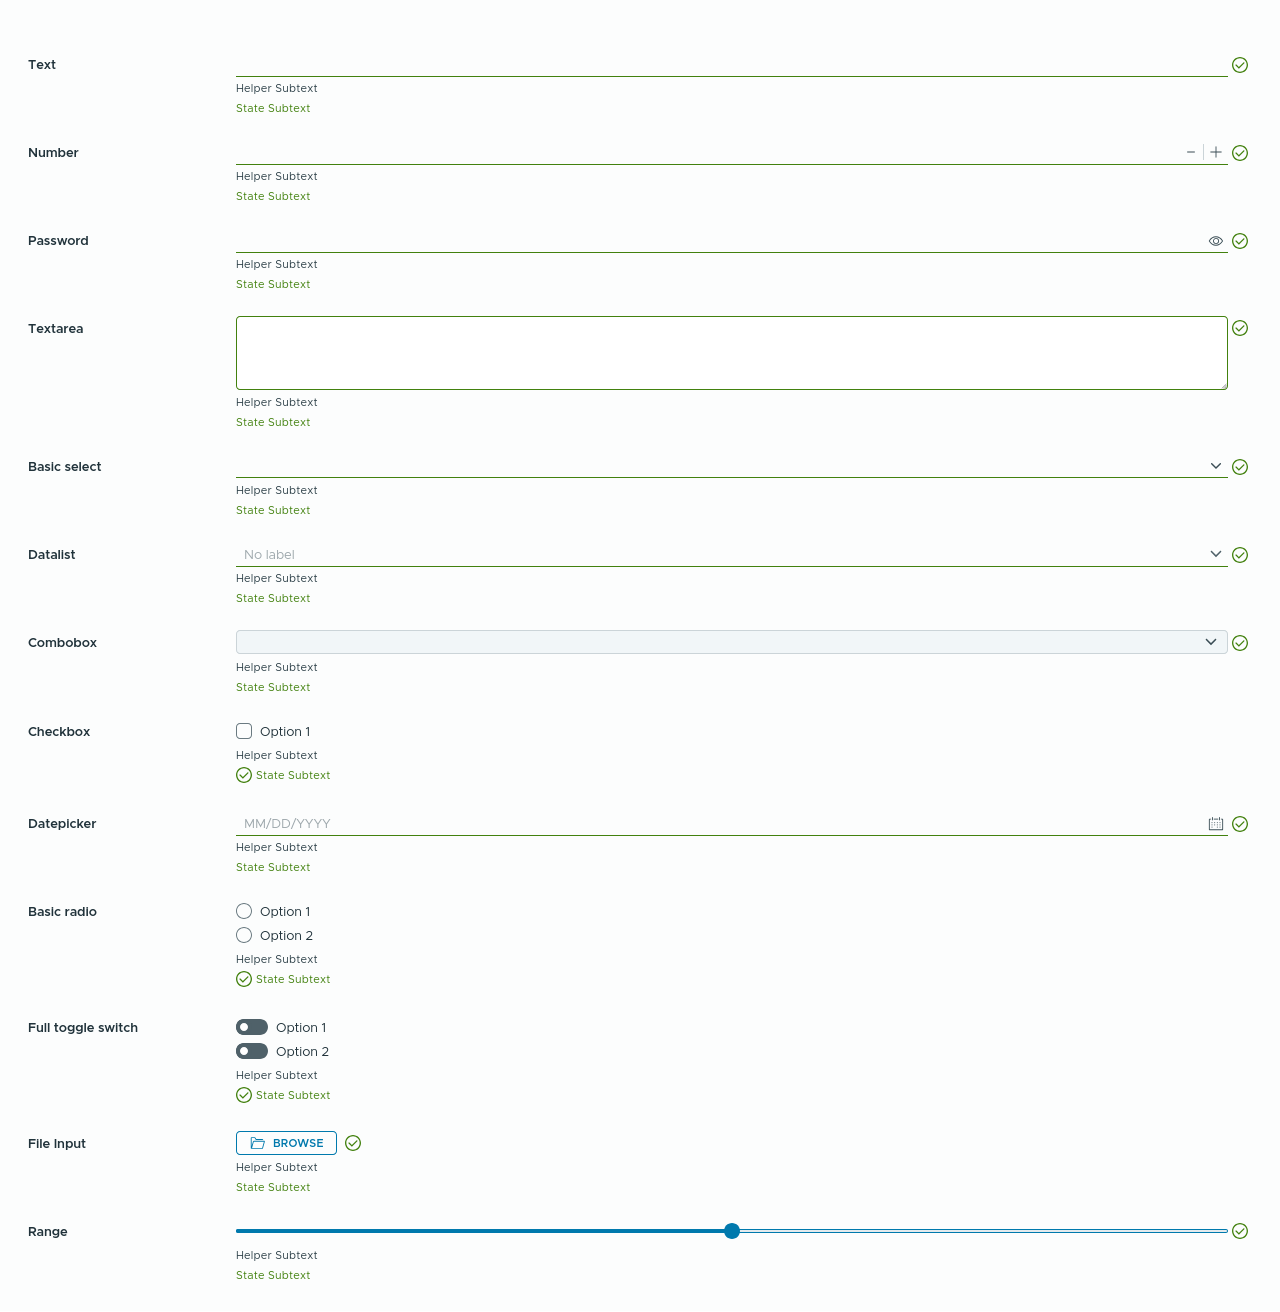 Text
Helper Subtext
State Subtext
Number
Helper Subtext
State Subtext
Password
Helper Subtext
State Subtext
Textarea
Helper Subtext
State Subtext
Basic select
Helper Subtext
State Subtext
Datalist
No label
Helper Subtext
State Subtext
Combobox
Helper Subtext
State Subtext
Checkbox
Option 1
Helper Subtext
State Subtext
Datepicker
MM/DD/YYYY
Helper Subtext
State Subtext
Basic radio
Option 1
Option 2
Helper Subtext
State Subtext
Full toggle switch
Option 1
Option 2
Helper Subtext
State Subtext
File Input
BROWSE
Helper Subtext
State Subtext
Range
Helper Subtext
State Subtext